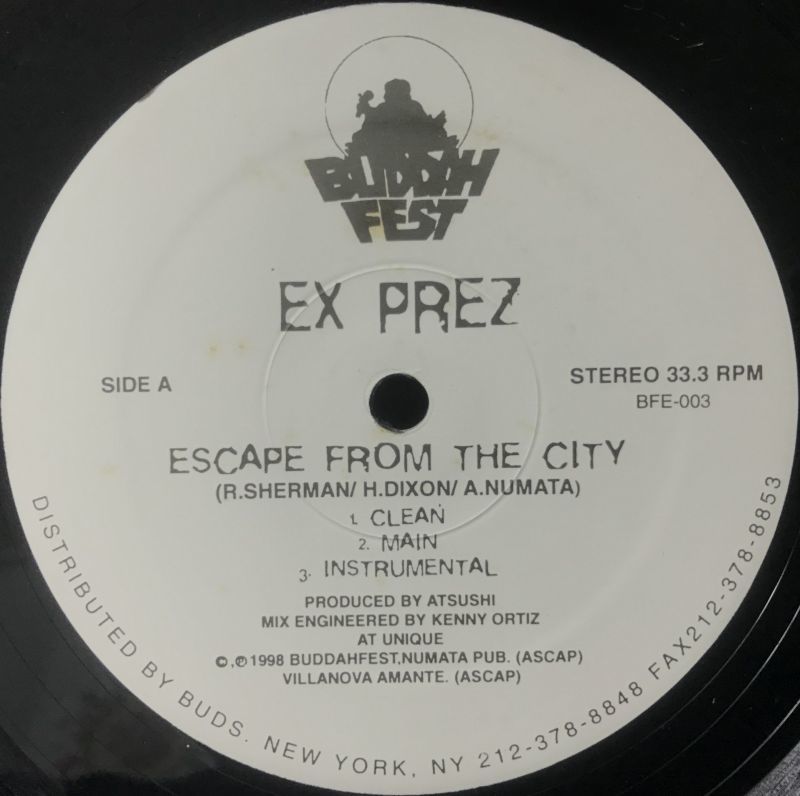 BUDDAH
FEST
EX PREZ
SIDE A
STEREO 33.3 RPM
BFE-003
ESCAPE FROM THE CITY
(R.SHERMAN/ H.DIXON/ A.NUMATA)
1. CLEAN
2. MAIN
3. INSTRUMENTAL
PRODUCED BY ATSUSHI
MIX ENGINEERED BY KENNY ORTIZ
AT UNIQUE
©,℗1998 BUDDAHFEST,NUMATA PUB. (ASCAP)
VILLANOVA AMANTE. (ASCAP)
DISTRIBUTED BY BUDS. NEW YORK, NY 212-378-8848 FAX212-378-8853